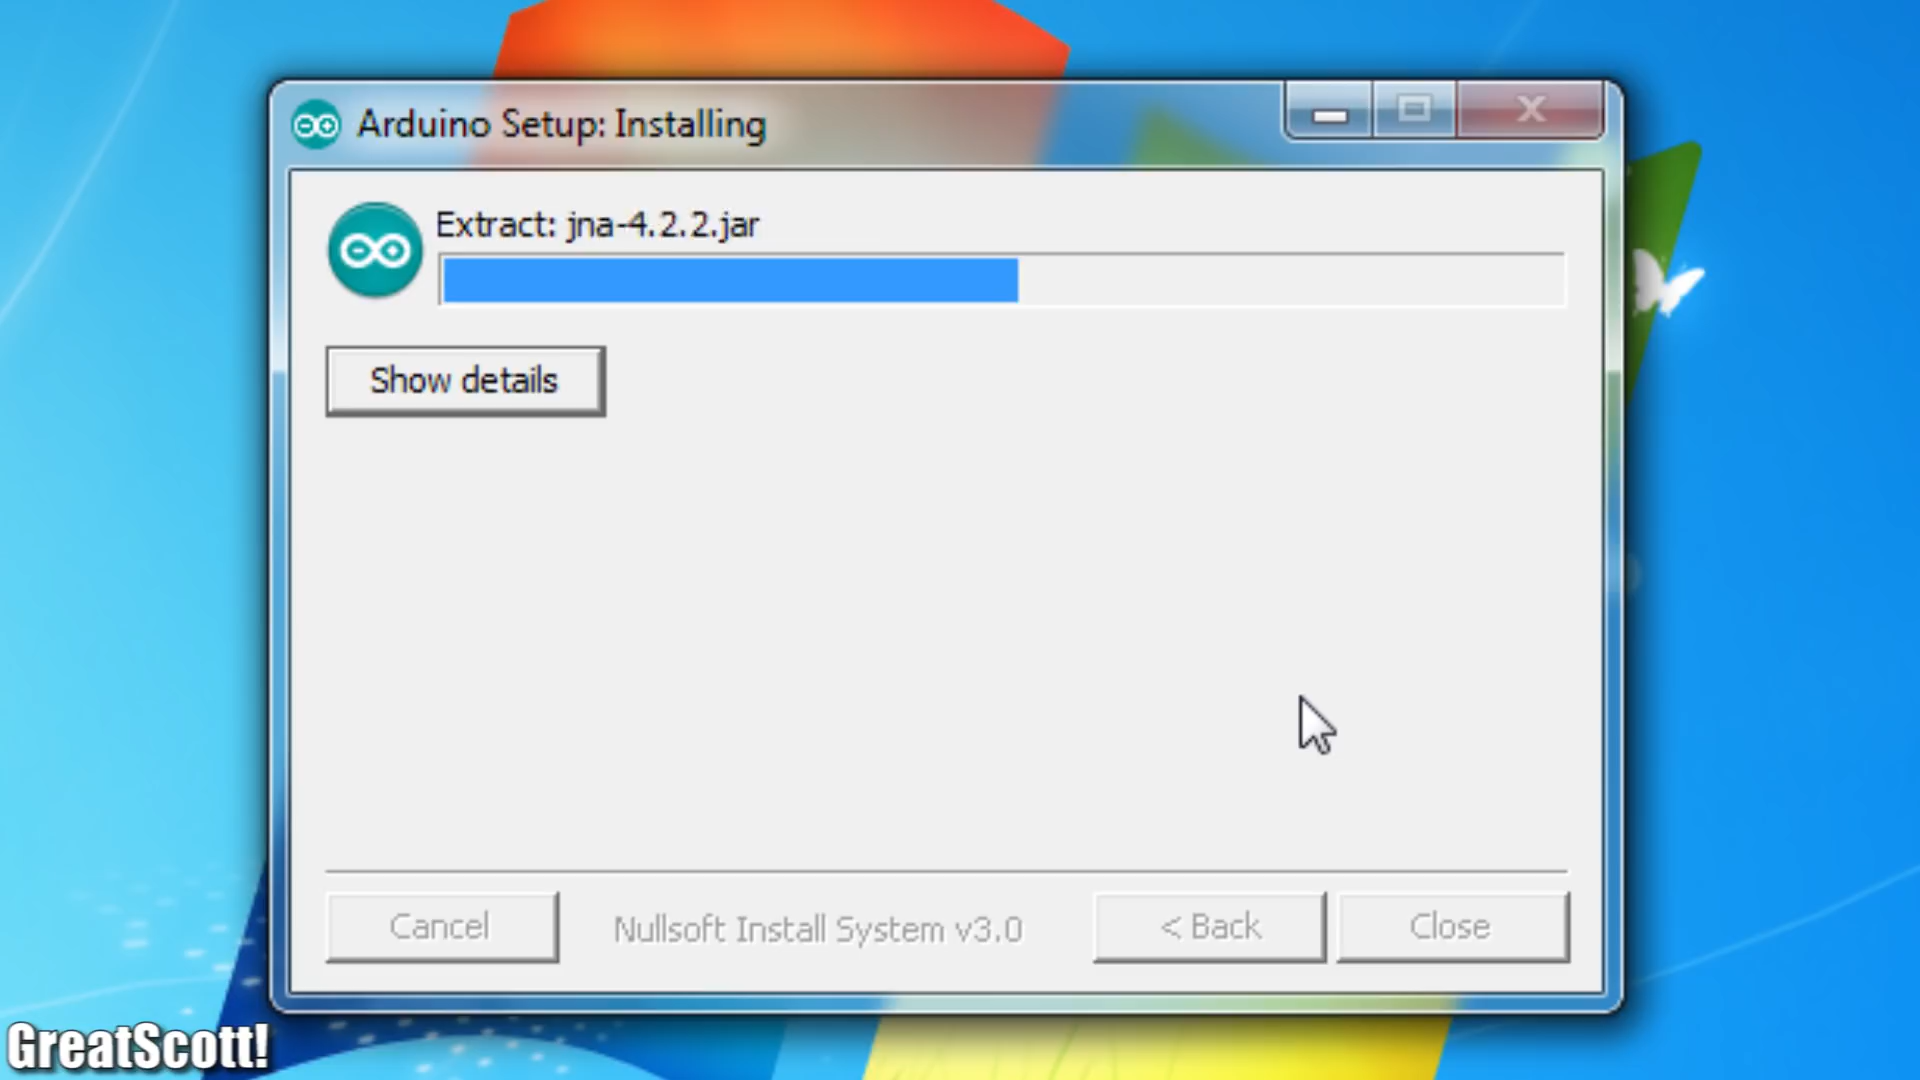 Arduino Setup: Installing
Extract: jna-4.2.2.jar
Show details
Cancel
Nullsoft Install System v3.0
< Back
Close
GreatScott!